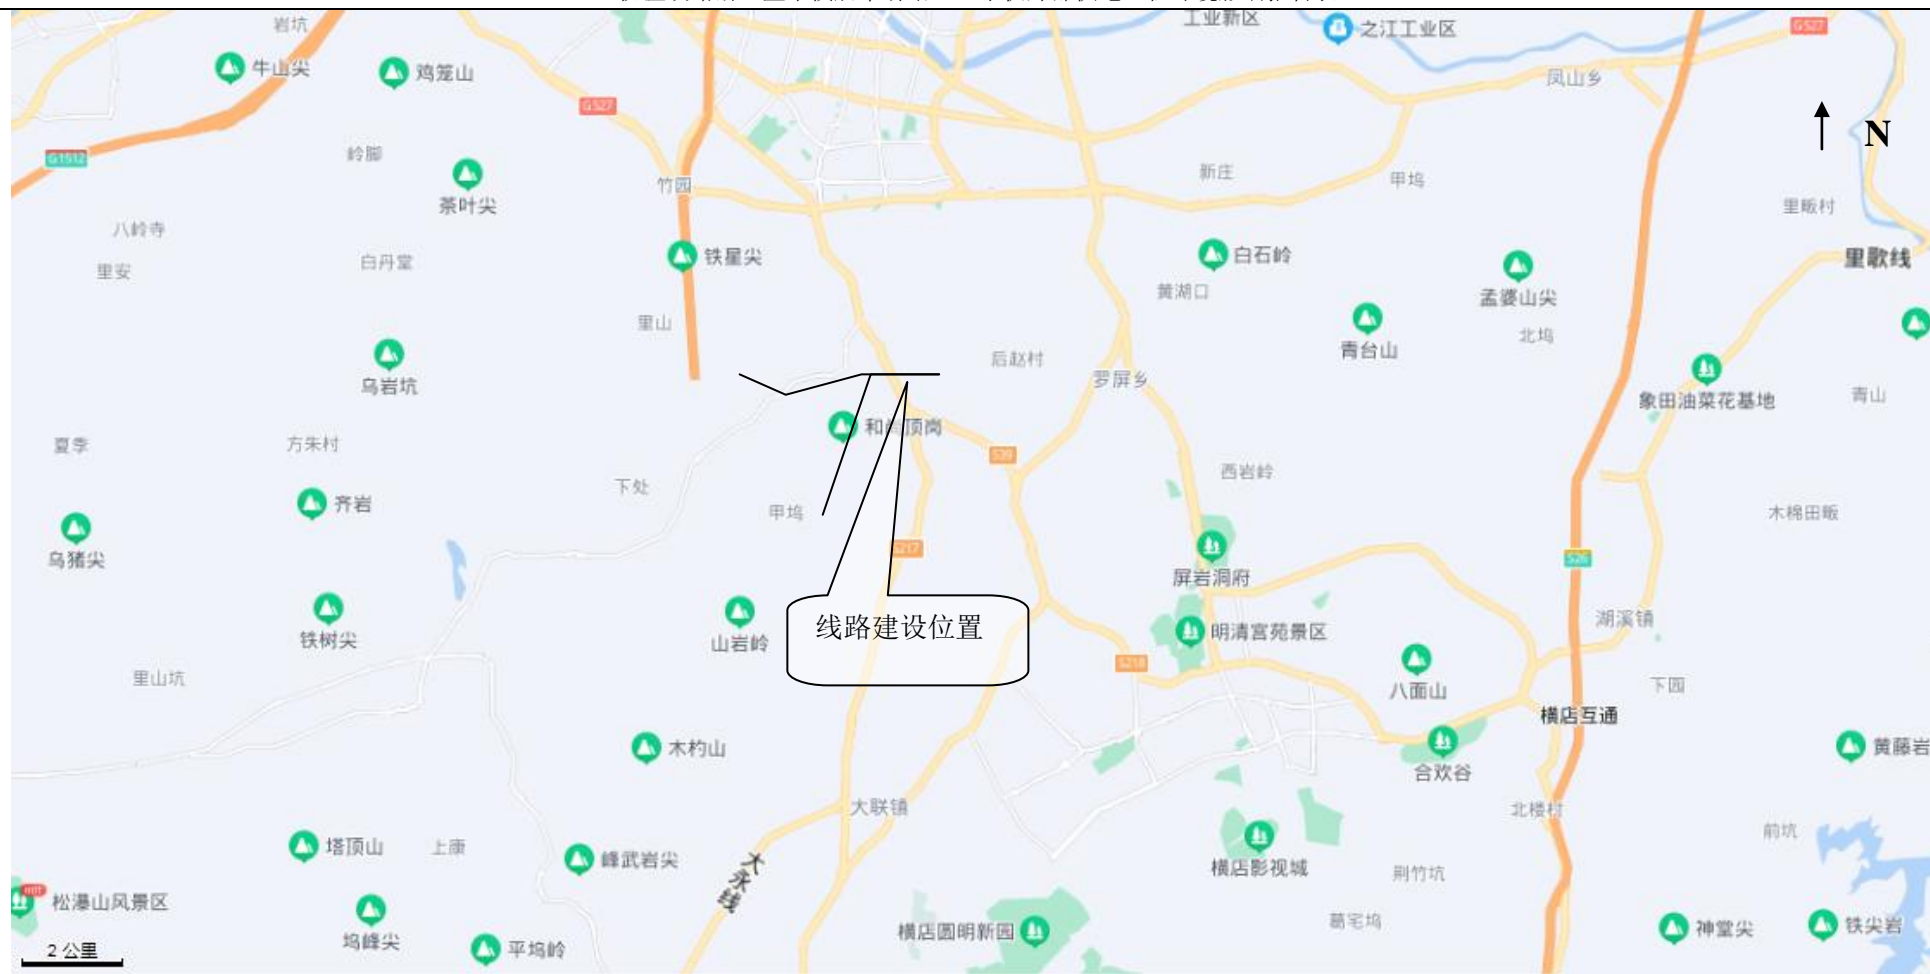 岩坑
工业新区
之江工业区
G527
牛山尖
鸡笼山
凤山乡
G527
N
G1512
岭脚
茶叶尖
竹园
新庄
甲坞
里畈村
八岭寺
里安
白丹堂
铁星尖
白石岭
里歌线
黄湖口
孟婆山尖
里山
北坞
青台山
后赵村
乌岩坑
罗屏乡
象田油菜花基地
青山
和尚顶岗
夏季
方朱村
S39
西岩岭
下处
齐岩
甲坞
木棉田畈
乌猪尖
S217
屏岩洞府
S26
铁树尖
山岩岭
线路建设位置
明清宫苑景区
湖溪镇
里山坑
S218
八面山
下园
横店互通
木杓山
合欢谷
黄藤岩
大联镇
北楼村
塔顶山
上康
峰武岩尖
大永线
横店影视城
荆竹坑
前坑
松瀑山风景区
坞峰尖
平坞岭
横店圆明新园
葛宅坞
神堂尖
铁尖岩
2 公里